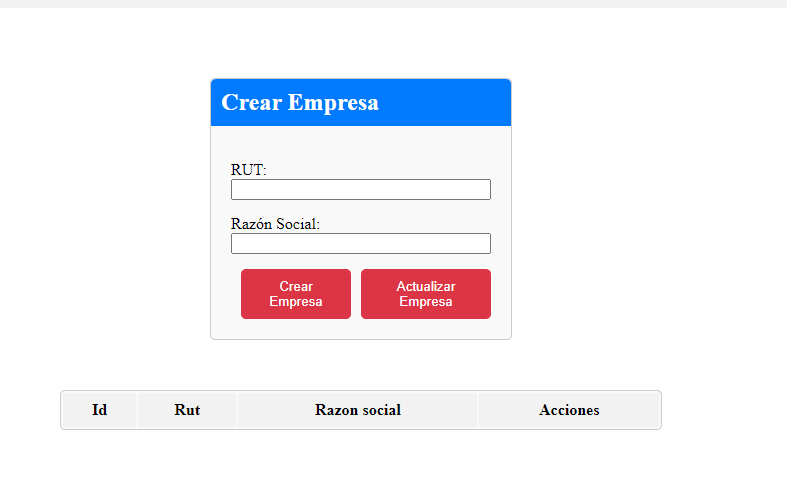 Crear Empresa
RUT:
Razón Social:
Crear
Empresa
Actualizar
Empresa
Id Rut Razon social Acciones